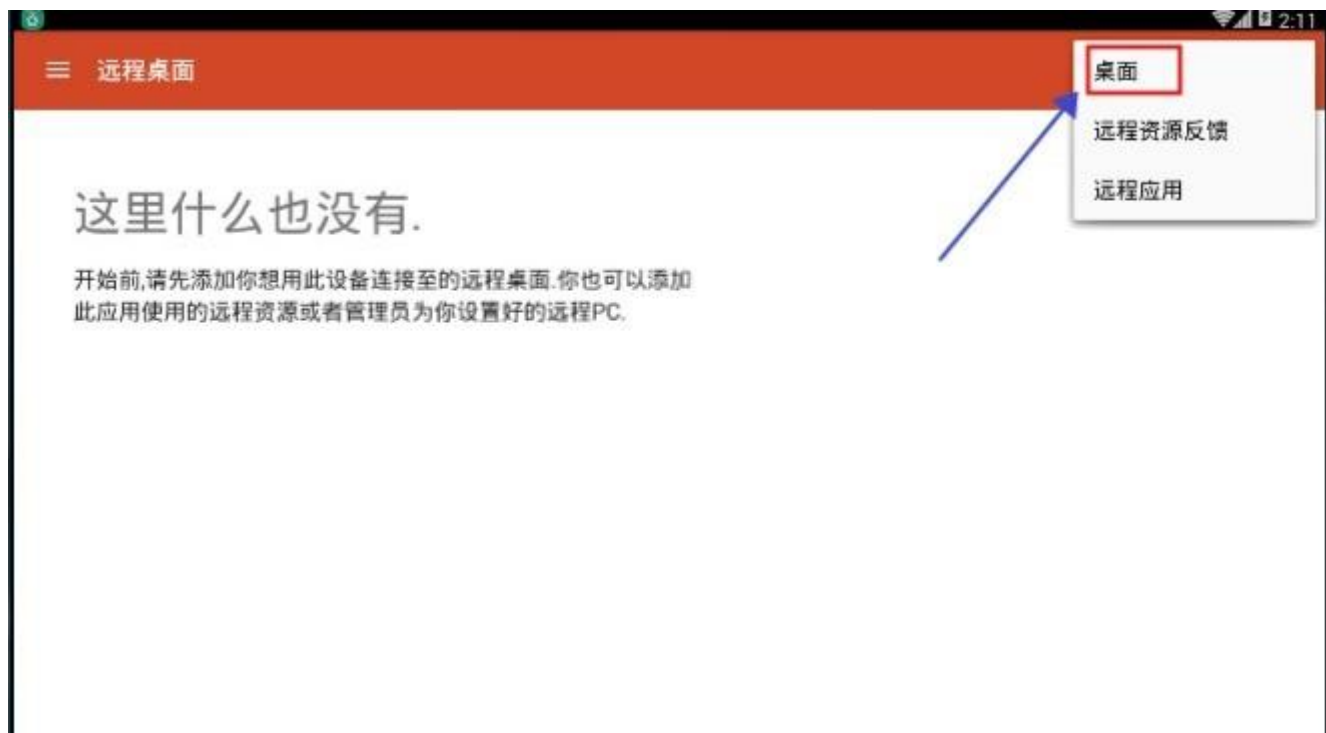 2:11
远程桌面
桌面
远程资源反馈
远程应用
这里什么也没有.
开始前,请先添加你想用此设备连接至的远程桌面.你也可以添加
此应用使用的远程资源或者管理员为你设置好的远程PC.